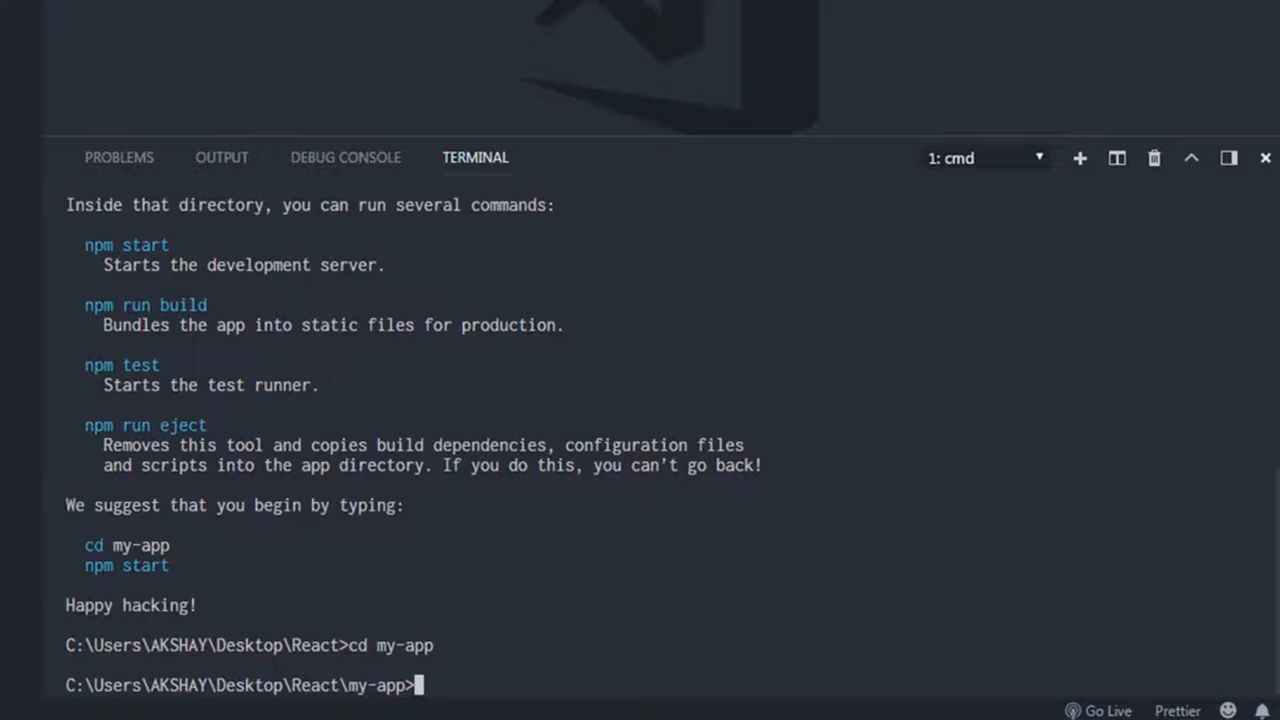 PROBLEMS OUTPUT DEBUG CONSOLE TERMINAL 1: cmd
Inside that directory, you can run several commands:
npm start
Starts the development server.
npm run build
Bundles the app into static files for production.
npm test
Starts the test runner.
npm run eject
Removes this tool and copies build dependencies, configuration files
and scripts into the app directory. If you do this, you can’t go back!
We suggest that you begin by typing:
cd my-app
npm start
Happy hacking!
C:\Users\AKSHAY\Desktop\React>cd my-app
C:\Users\AKSHAY\Desktop\React\my-app>
Go Live Prettier